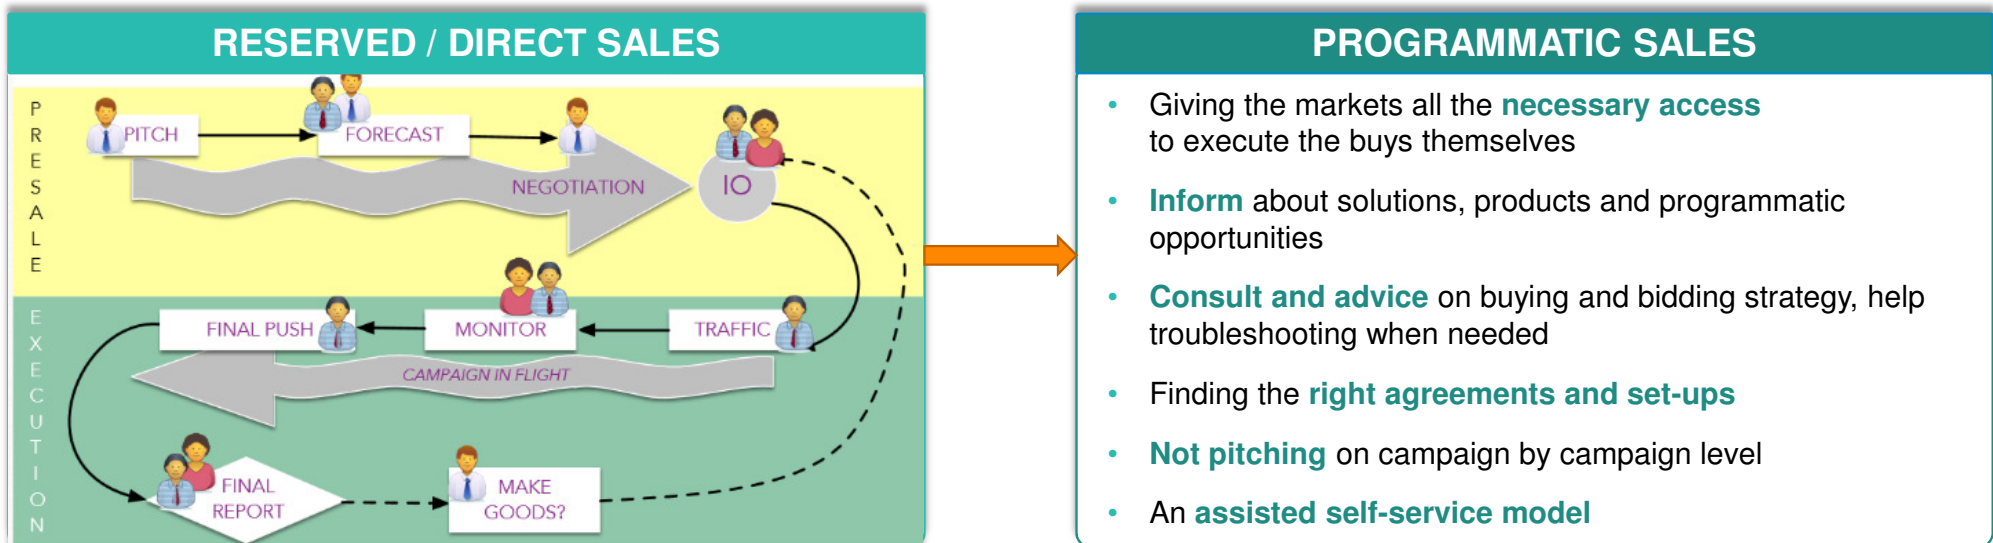 RESERVED / DIRECT SALES
PRESALE
PITCH
FORECAST
NEGOTIATION
IO
EXECUTION
FINAL PUSH
MONITOR
TRAFFIC
CAMPAIGN IN FLIGHT
FINAL
REPORT
MAKE
GOODS?
PROGRAMMATIC SALES
• Giving the markets all the necessary access
to execute the buys themselves
• Inform about solutions, products and programmatic
opportunities
• Consult and advice on buying and bidding strategy, help
troubleshooting when needed
• Finding the right agreements and set-ups
• Not pitching on campaign by campaign level
• An assisted self-service model